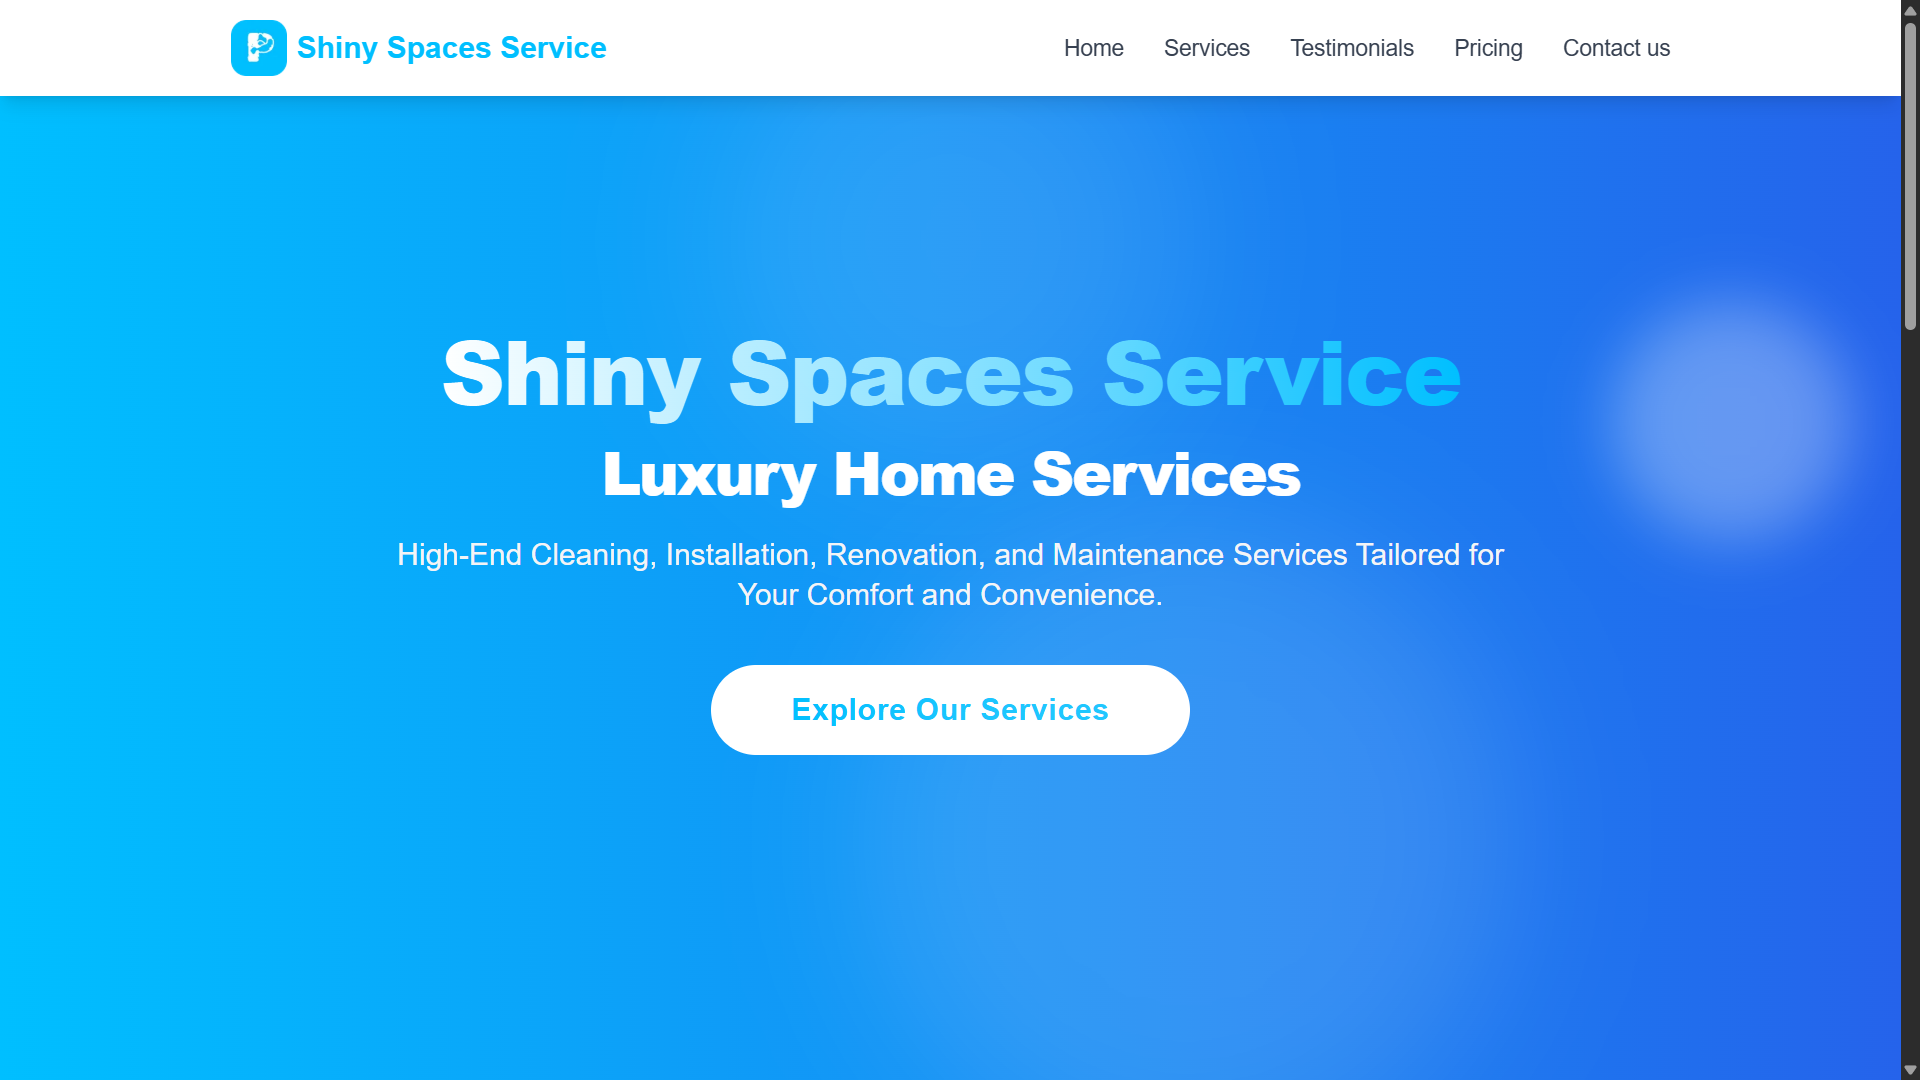 Shiny Spaces Service
Home
Services
Testimonials
Pricing
Contact us
Shiny Spaces Service
Luxury Home Services
High-End Cleaning, Installation, Renovation, and Maintenance Services Tailored for
Your Comfort and Convenience.
Explore Our Services